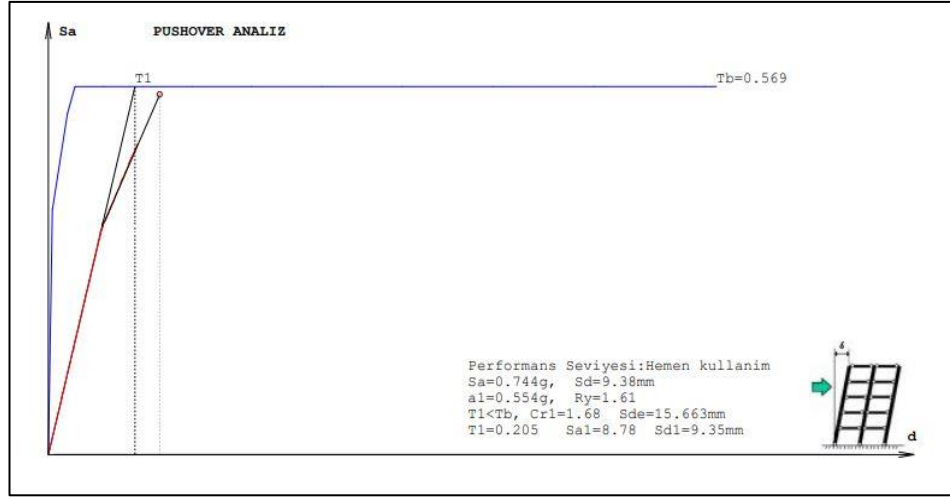 Sa
PUSHOVER ANALIZ
T1
Tb=0.569
Performans Seviyesi:Hemen kullanim
Sa=0.744g, Sd=9.38mm
a1=0.554g, Ry=1.61
T1<Tb, Cr1=1.68 Sde=15.663mm
T1=0.205 Sa1=8.78 Sd1=9.35mm
δ
d